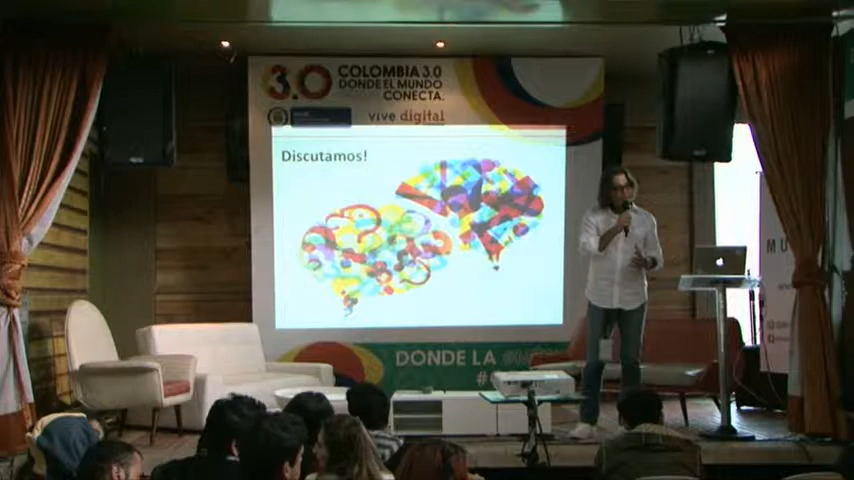 3.0
COLOMBIA 3.0
DONDE EL MUNDO
CONECTA.
vive digital
Discutamos!
DONDE LA